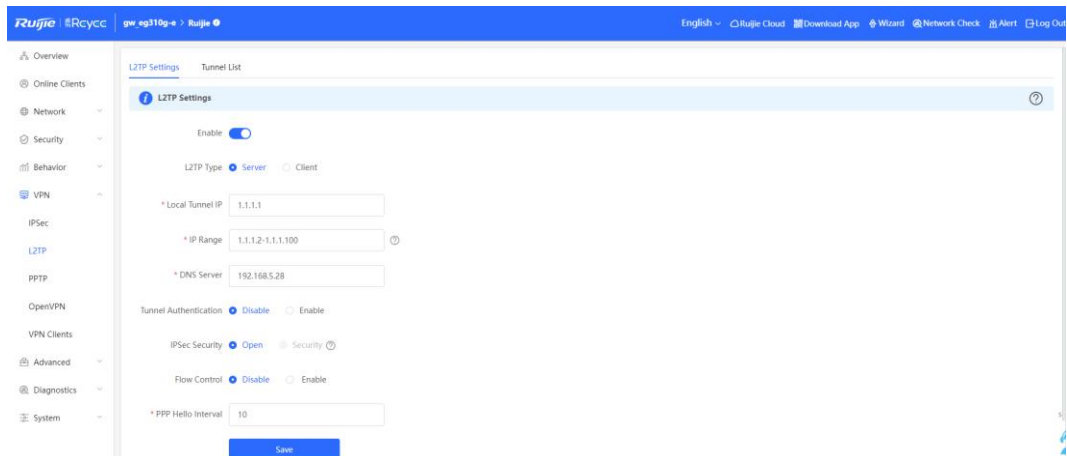 Ruijie | Rcycc gw_eg310g-e > Ruijie English Ruijie Cloud Download App Wizard Network Check Alert Log Out
Overview
Online Clients
Network
Security
Behavior
VPN
IPSec
L2TP
PPTP
OpenVPN
VPN Clients
Advanced
Diagnostics
System
L2TP Settings Tunnel List
i L2TP Settings ?
Enable
L2TP Type Server Client
* Local Tunnel IP 1.1.1.1
* IP Range 1.1.1.2-1.1.1.100 ?
* DNS Server 192.168.5.28
Tunnel Authentication Disable Enable
IPSec Security Open Security ?
Flow Control Disable Enable
* PPP Hello Interval 10
Save